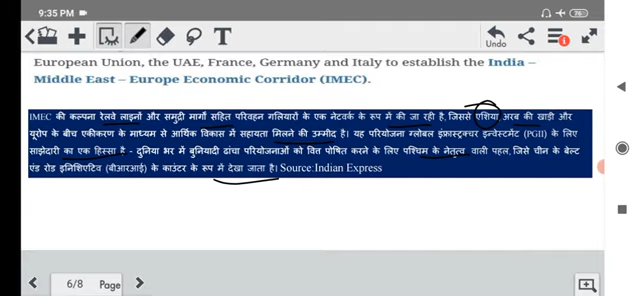 9:35 PM
76
Undo
European Union, the UAE, France, Germany and Italy to establish the India –
Middle East – Europe Economic Corridor (IMEC).
IMEC की कल्पना रेलवे लाइनों और समुद्री मार्गों सहित परिवहन गलियारों के एक नेटवर्क के रूप में की जा रही है, जिससे एशिया, अरब की खाड़ी और
यूरोप के बीच एकीकरण के माध्यम से आर्थिक विकास में सहायता मिलने की उम्मीद है। यह परियोजना ग्लोबल इंफ्रास्ट्रक्चर इन्वेस्टमेंट (PGII) के लिए
साझेदारी का एक हिस्सा है - दुनिया भर में बुनियादी ढांचा परियोजनाओं को वित्त पोषित करने के लिए पश्चिम के नेतृत्व वाली पहल, जिसे चीन के बेल्ट
एंड रोड इनिशिएटिव (बीआरआई) के काउंटर के रूप में देखा जाता है। Source:Indian Express
6/8 Page